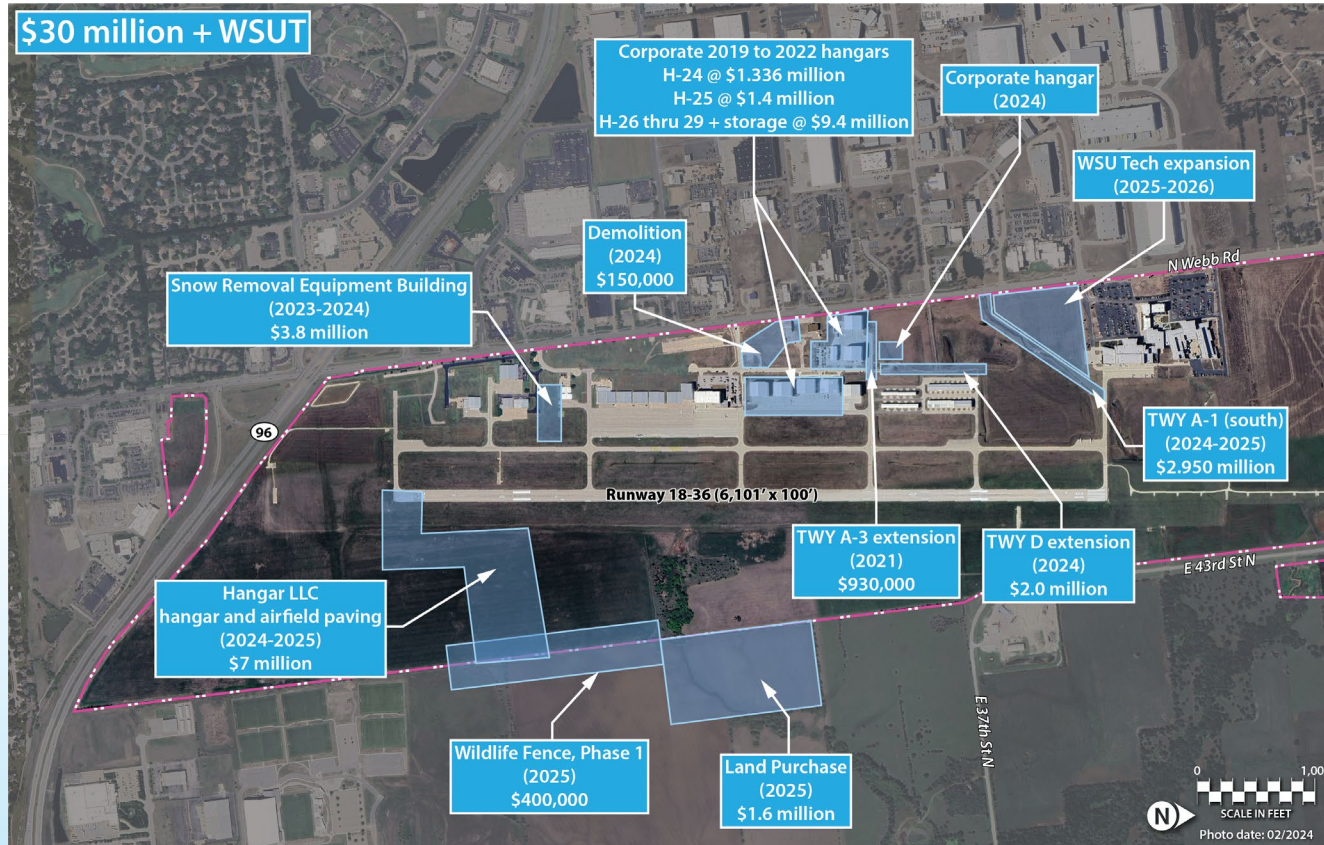 $30 million + WSUT
Corporate 2019 to 2022 hangars
H-24 @ $1.336 million
H-25 @ $1.4 million
H-26 thru 29 + storage @ $9.4 million
Corporate hangar
(2024)
WSU Tech expansion
(2025-2026)
Demolition
(2024)
$150,000
N Webb Rd
Snow Removal Equipment Building
(2023-2024)
$3.8 million
96
TWY A-1 (south)
(2024-2025)
$2.950 million
Runway 18-36 (6,101' x 100')
TWY A-3 extension
(2021)
$930,000
TWY D extension
(2024)
$2.0 million
E 43rd St N
Hangar LLC
hangar and airfield paving
(2024-2025)
$7 million
E 37th St N
Wildlife Fence, Phase 1
(2025)
$400,000
Land Purchase
(2025)
$1.6 million
0 1,00
N
SCALE IN FEET
Photo date: 02/2024